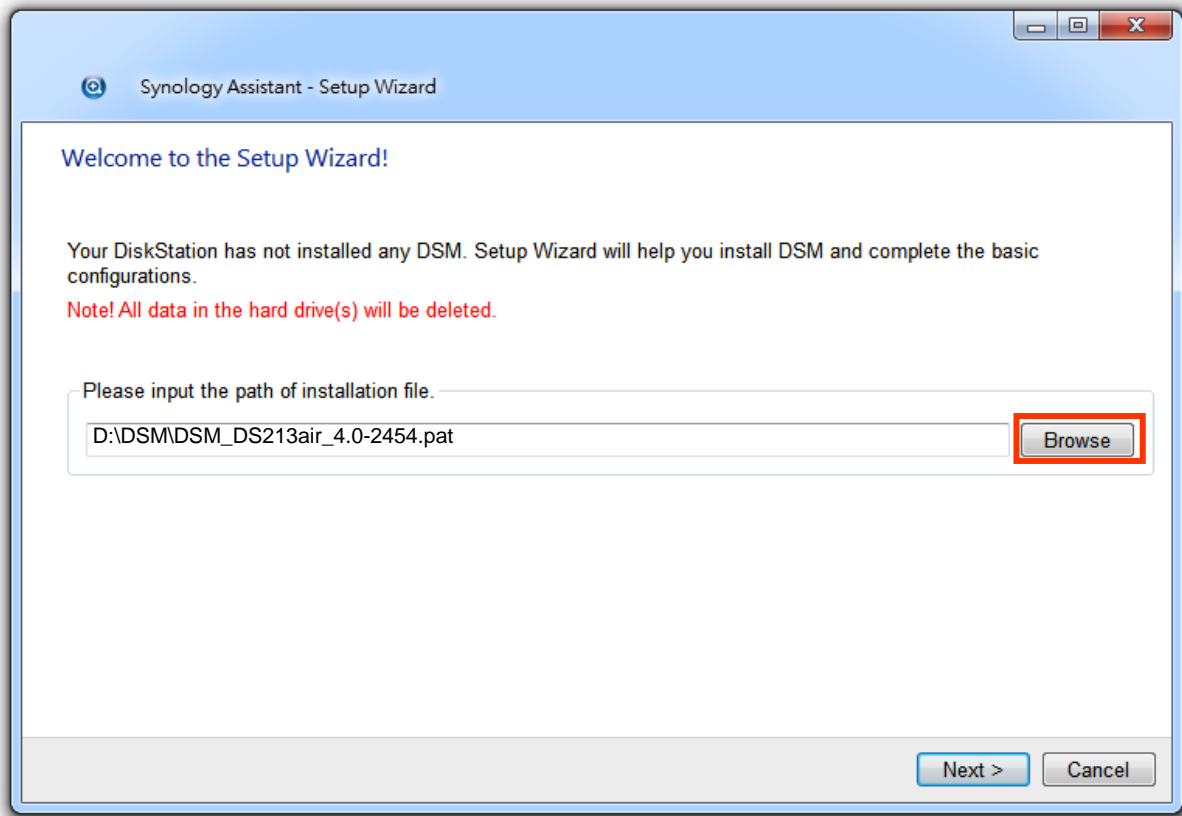 Synology Assistant - Setup Wizard
Welcome to the Setup Wizard!
Your DiskStation has not installed any DSM. Setup Wizard will help you install DSM and complete the basic
configurations.
Note! All data in the hard drive(s) will be deleted.
Please input the path of installation file.
D:\DSM\DSM_DS213air_4.0-2454.pat
Browse
Next >
Cancel